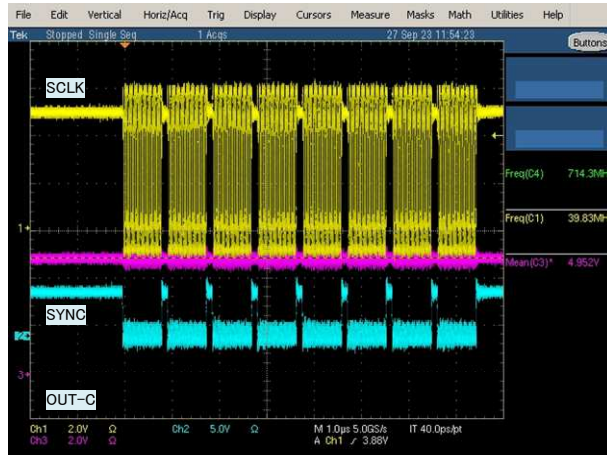 File Edit Vertical Horiz/Acq Trig Display Cursors Measure Masks Math Utilities Help
Tek Stopped Single Seq 1 Acqs 27 Sep 23 11:54:23 Buttons
SCLK
Freq(C4) 714.3MH
Freq(C1) 39.83MH
1
Mean(C3)* 4.952V
SYNC
2
3
OUT-C
Ch1 2.0V Ω Ch2 5.0V Ω M 1.0µs 5.0GS/s IT 40.0ps/pt
Ch3 2.0V Ω A Ch1 / 3.88V